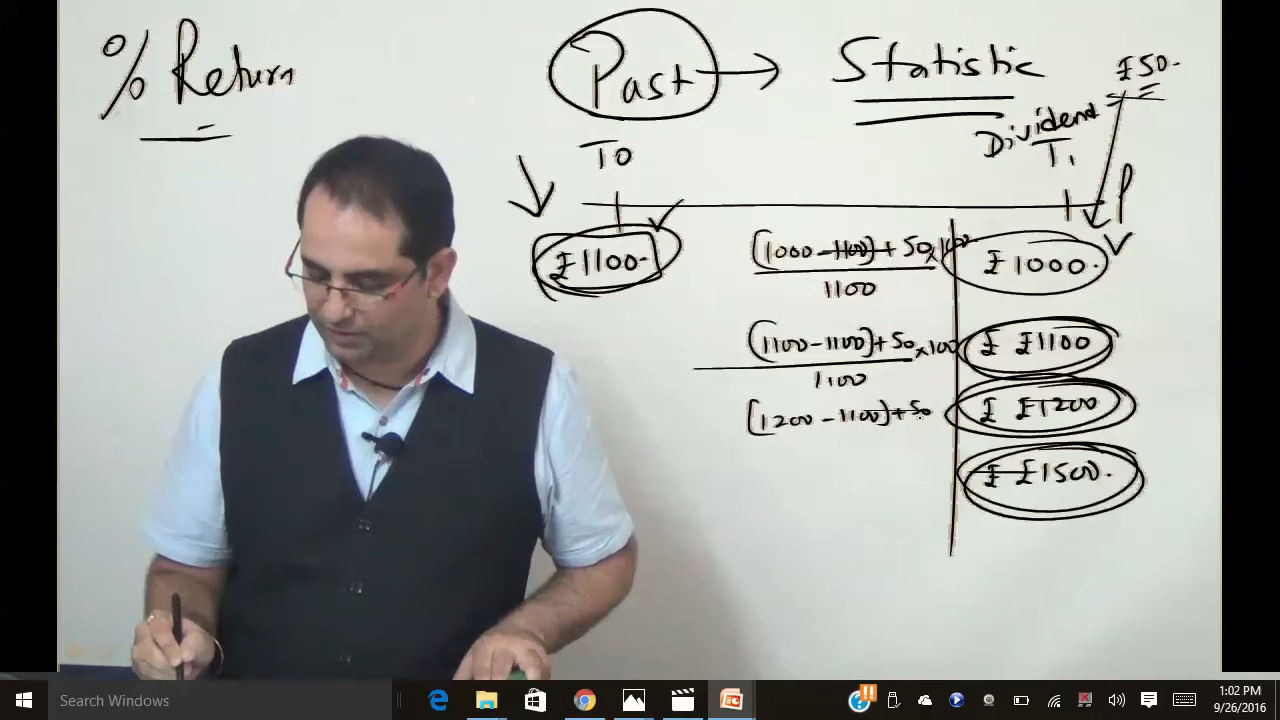 % Return
Past → Statistic
£50.
Dividend =
T0
T1
P
£1100.
(1000-1100)+50 x100
1100
£1000.
(1100-1100)+50 x100
1100
£ £1100
(1200-1100)+50
£ £1200
£ £1500.
Search Windows
1:02 PM
9/26/2016